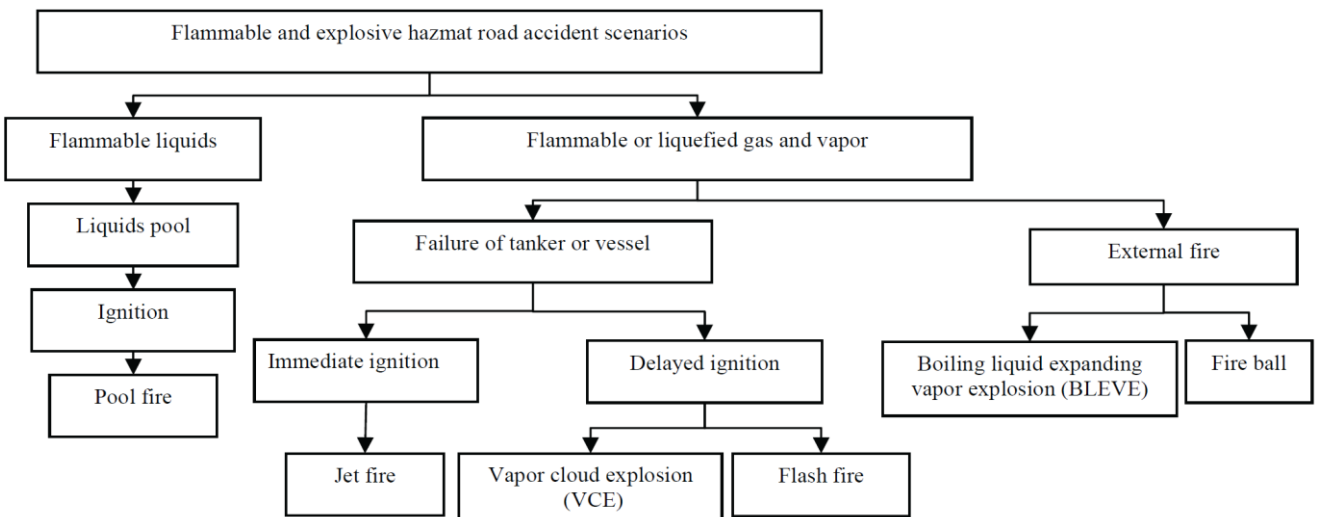 Flammable and explosive hazmat road accident scenarios
Flammable liquids
Flammable or liquefied gas and vapor
Liquids pool
Failure of tanker or vessel
External fire
Ignition
Immediate ignition
Delayed ignition
Boiling liquid expanding
vapor explosion (BLEVE)
Fire ball
Pool fire
Jet fire
Vapor cloud explosion
(VCE)
Flash fire